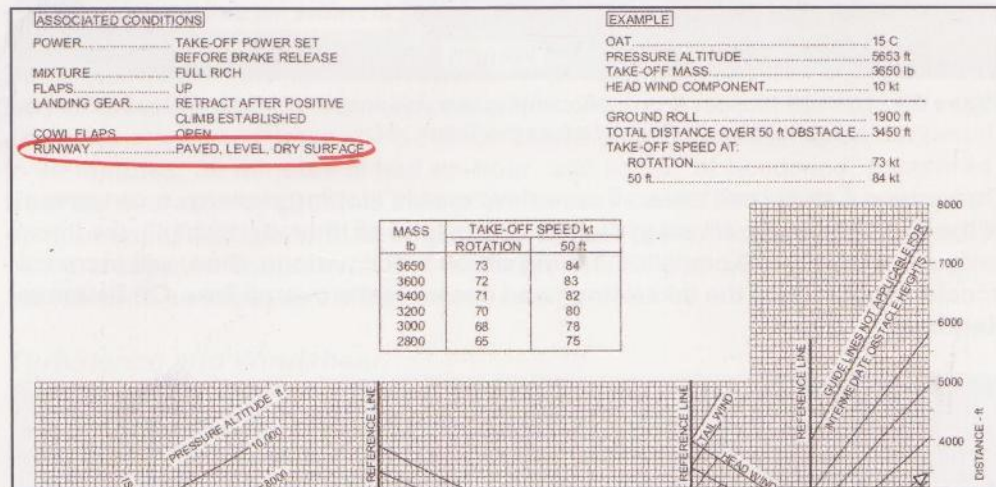 ASSOCIATED CONDITIONS
POWER.................. TAKE-OFF POWER SET
BEFORE BRAKE RELEASE
MIXTURE................ FULL RICH
FLAPS.................. UP
LANDING GEAR........... RETRACT AFTER POSITIVE
CLIMB ESTABLISHED
COWL FLAPS............. OPEN
RUNWAY................. PAVED, LEVEL, DRY SURFACE
EXAMPLE
OAT.................... 15 C
PRESSURE ALTITUDE...... 5653 ft
TAKE-OFF MASS.......... 3650 lb
HEAD WIND COMPONENT.... 10 kt
GROUND ROLL............ 1900 ft
TOTAL DISTANCE OVER 50 ft OBSTACLE... 3450 ft
TAKE-OFF SPEED AT:
ROTATION............... 73 kt
50 ft.................. 84 kt
MASS TAKE-OFF SPEED kt
lb ROTATION 50 ft
3650 73 84
3600 72 83
3400 71 82
3200 70 80
3000 68 78
2800 65 75
PRESSURE ALTITUDE ft
10,000
8000
REFERENCE LINE
REFERENCE LINE
TAIL WIND
HEAD WIND
REFERENCE LINE
GUIDE LINES NOT APPLICABLE FOR
INTERMEDIATE OBSTACLE HEIGHTS
8000
7000
6000
5000
4000
DISTANCE - ft